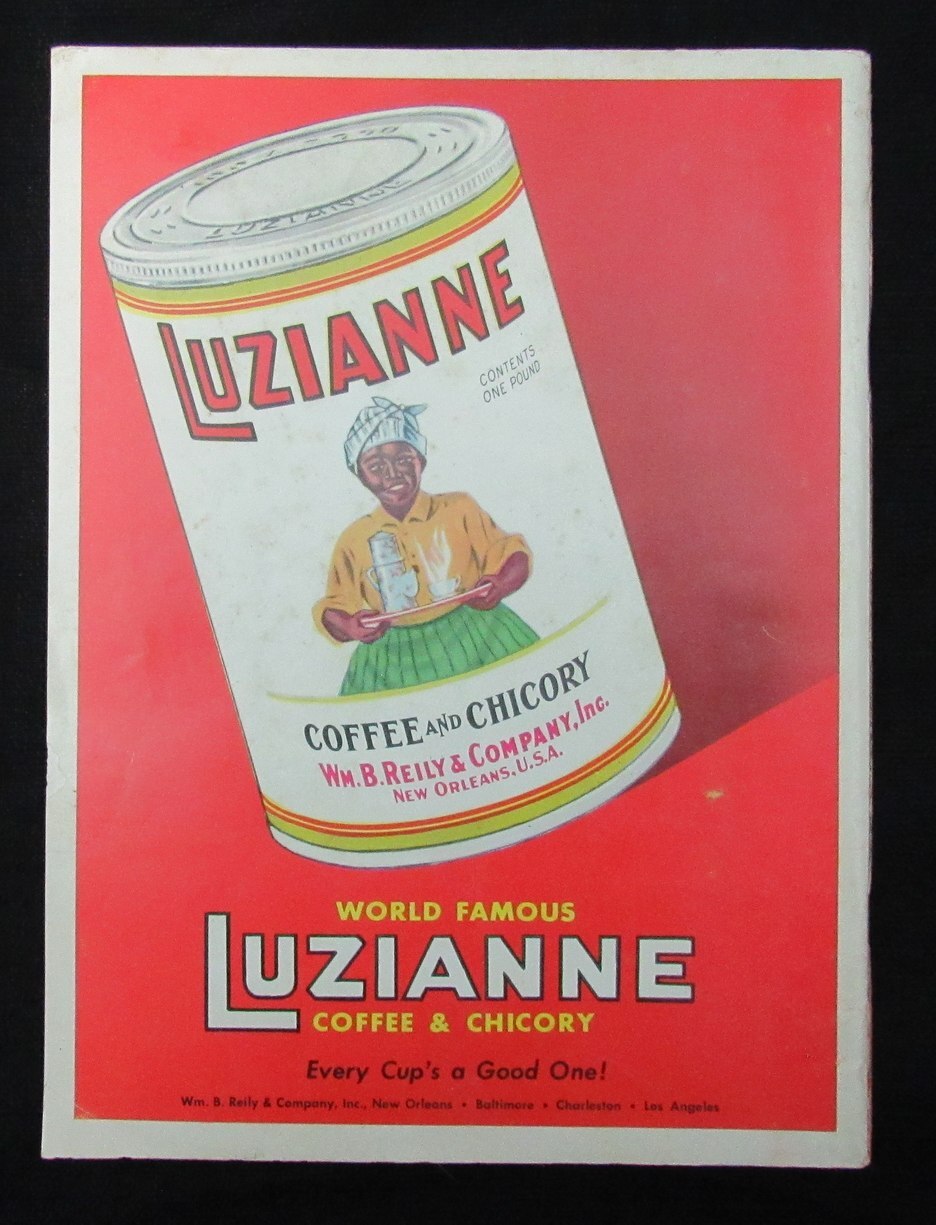 LUZIANNE
LUZIANNE
CONTENTS
ONE POUND
COFFEE AND CHICORY
WM. B. REILY & COMPANY, Inc.
NEW ORLEANS, U.S.A.
WORLD FAMOUS
LUZIANNE
COFFEE & CHICORY
Every Cup's a Good One!
Wm. B. Reily & Company, Inc., New Orleans • Baltimore • Charleston • Los Angeles